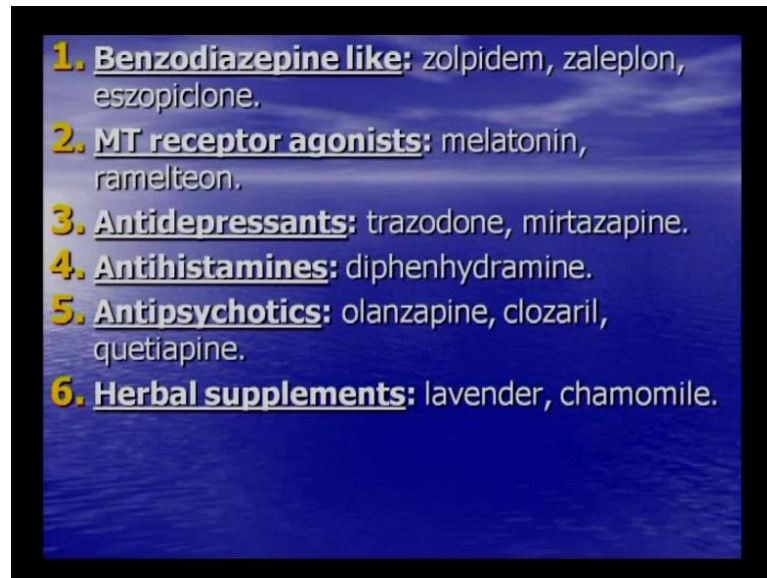 1. Benzodiazepine like: zolpidem, zaleplon,
eszopiclone.
2. MT receptor agonists: melatonin,
ramelteon.
3. Antidepressants: trazodone, mirtazapine.
4. Antihistamines: diphenhydramine.
5. Antipsychotics: olanzapine, clozaril,
quetiapine.
6. Herbal supplements: lavender, chamomile.